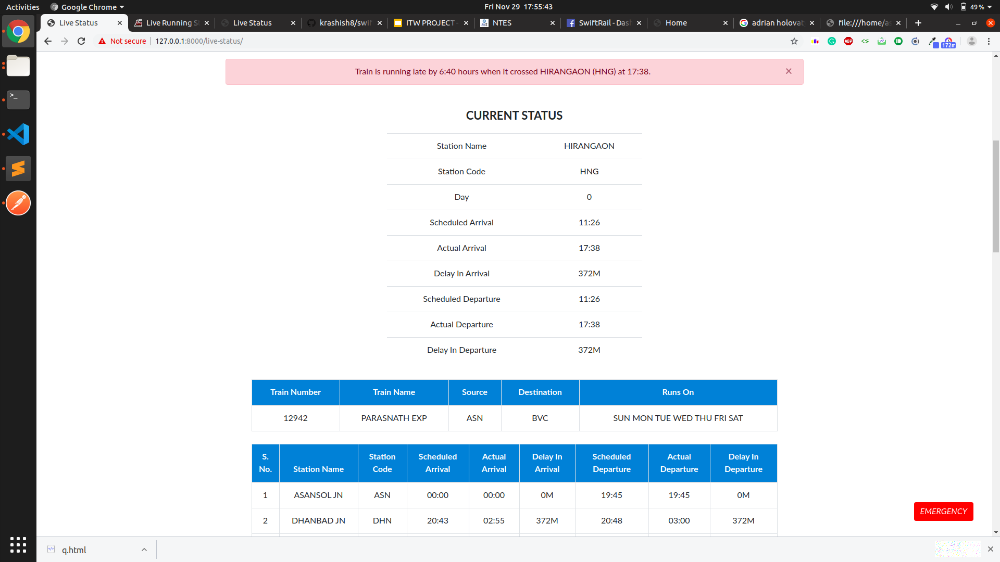 Activities Google Chrome Fri Nov 29 17:55:43 49 %
Live Status Live Running S Live Status krashish8/swif ITW PROJECT - NTES SwiftRail - Dash Home adrian holovat file:///home/as
Not secure 127.0.0.1:8000/live-status/ ABP 172m
Train is running late by 6:40 hours when it crossed HIRANGAON (HNG) at 17:38. ×
CURRENT STATUS
Station Name HIRANGAON
Station Code HNG
Day 0
Scheduled Arrival 11:26
Actual Arrival 17:38
Delay In Arrival 372M
Scheduled Departure 11:26
Actual Departure 17:38
Delay In Departure 372M
Train Number Train Name Source Destination Runs On
12942 PARASNATH EXP ASN BVC SUN MON TUE WED THU FRI SAT
S. No. Station Name Station Code Scheduled Arrival Actual Arrival Delay In Arrival Scheduled Departure Actual Departure Delay In Departure
1 ASANSOL JN ASN 00:00 00:00 0M 19:45 19:45 0M
2 DHANBAD JN DHN 20:43 02:55 372M 20:48 03:00 372M
EMERGENCY
q.html